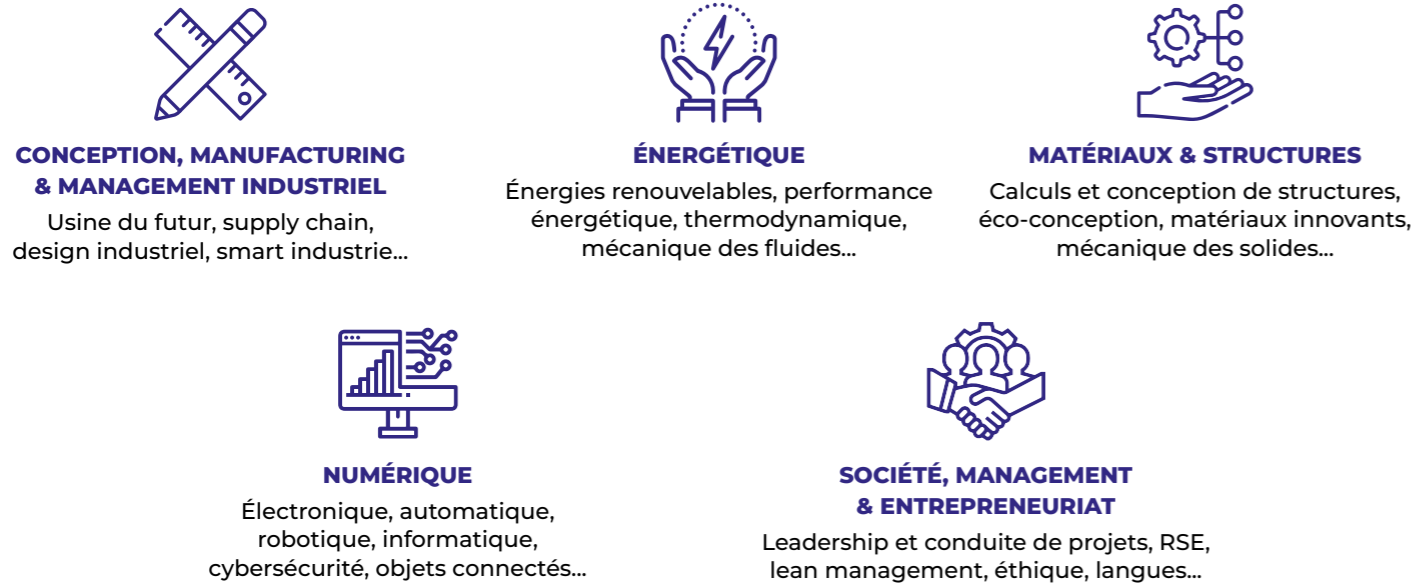 CONCEPTION, MANUFACTURING
& MANAGEMENT INDUSTRIEL
Usine du futur, supply chain,
design industriel, smart industrie...
ÉNERGÉTIQUE
Énergies renouvelables, performance
énergétique, thermodynamique,
mécanique des fluides...
MATÉRIAUX & STRUCTURES
Calculs et conception de structures,
éco-conception, matériaux innovants,
mécanique des solides...
NUMÉRIQUE
Électronique, automatique,
robotique, informatique,
cybersécurité, objets connectés...
SOCIÉTÉ, MANAGEMENT
& ENTREPRENEURIAT
Leadership et conduite de projets, RSE,
lean management, éthique, langues...